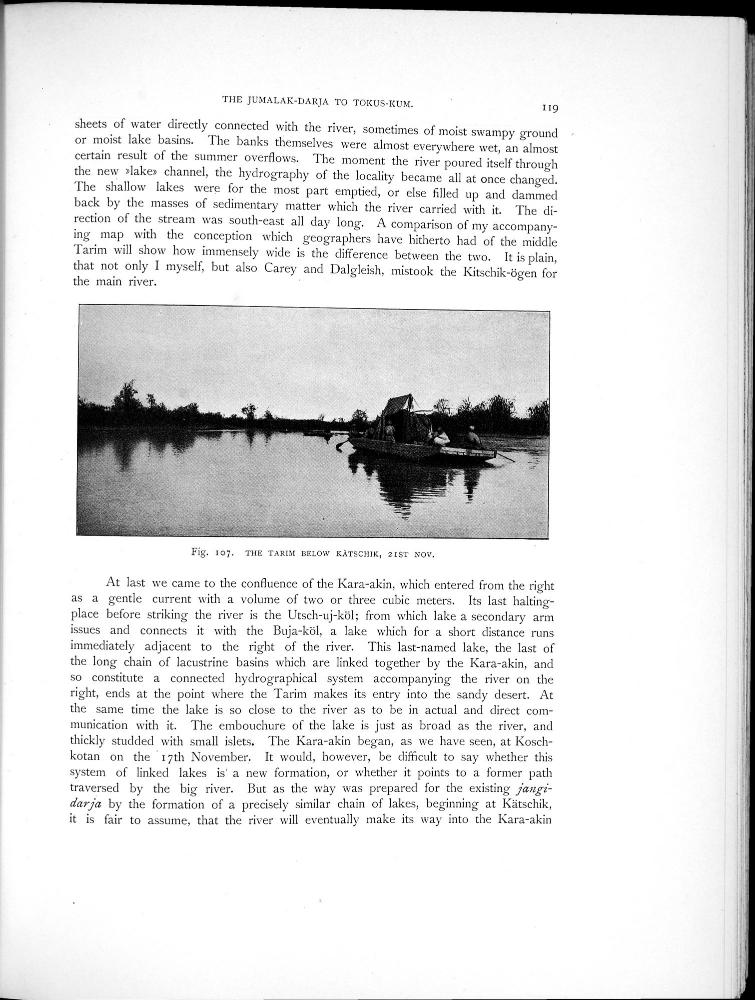 THE JUMALAK-DARJA TO TOKUS-KUM.
119
sheets of water directly connected with the river, sometimes of moist swampy ground
or moist lake basins. The banks themselves were almost everywhere wet, an almost
certain result of the summer overflows. The moment the river poured itself through
the new »lake» channel, the hydrography of the locality became all at once changed.
The shallow lakes were for the most part emptied, or else filled up and dammed
back by the masses of sedimentary matter which the river carried with it. The di-
rection of the stream was south-east all day long. A comparison of my accompany-
ing map with the conception which geographers have hitherto had of the middle
Tarim will show how immensely wide is the difference between the two. It is plain,
that not only I myself, but also Carey and Dalgleish, mistook the Kitschik-ögen for
the main river.
Fig. 107. THE TARIM BELOW KÄTSCHIK, 21ST NOV.
At last we came to the confluence of the Kara-akin, which entered from the right
as a gentle current with a volume of two or three cubic meters. Its last halting-
place before striking the river is the Utsch-uj-köl; from which lake a secondary arm
issues and connects it with the Buja-köl, a lake which for a short distance runs
immediately adjacent to the right of the river. This last-named lake, the last of
the long chain of lacustrine basins which are linked together by the Kara-akin, and
so constitute a connected hydrographical system accompanying the river on the
right, ends at the point where the Tarim makes its entry into the sandy desert. At
the same time the lake is so close to the river as to be in actual and direct com-
munication with it. The embouchure of the lake is just as broad as the river, and
thickly studded with small islets. The Kara-akin began, as we have seen, at Kosch-
kotan on the 17th November. It would, however, be difficult to say whether this
system of linked lakes is a new formation, or whether it points to a former path
traversed by the big river. But as the way was prepared for the existing jangi-
darja by the formation of a precisely similar chain of lakes, beginning at Kätschik,
it is fair to assume, that the river will eventually make its way into the Kara-akin